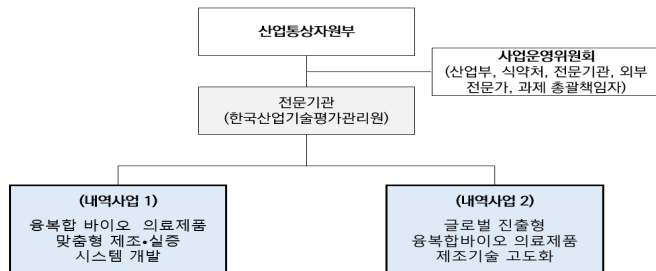 산업통상자원부
사업운영위원회
(산업부, 식약처, 전문기관, 외부
전문가, 과제 총괄책임자)
전문기관
(한국산업기술평가관리원)
(내역사업 1)
융복합 바이오 의료제품
맞춤형 제조•실증
시스템 개발
(내역사업 2)
글로벌 진출형
융복합바이오 의료제품
제조기술 고도화